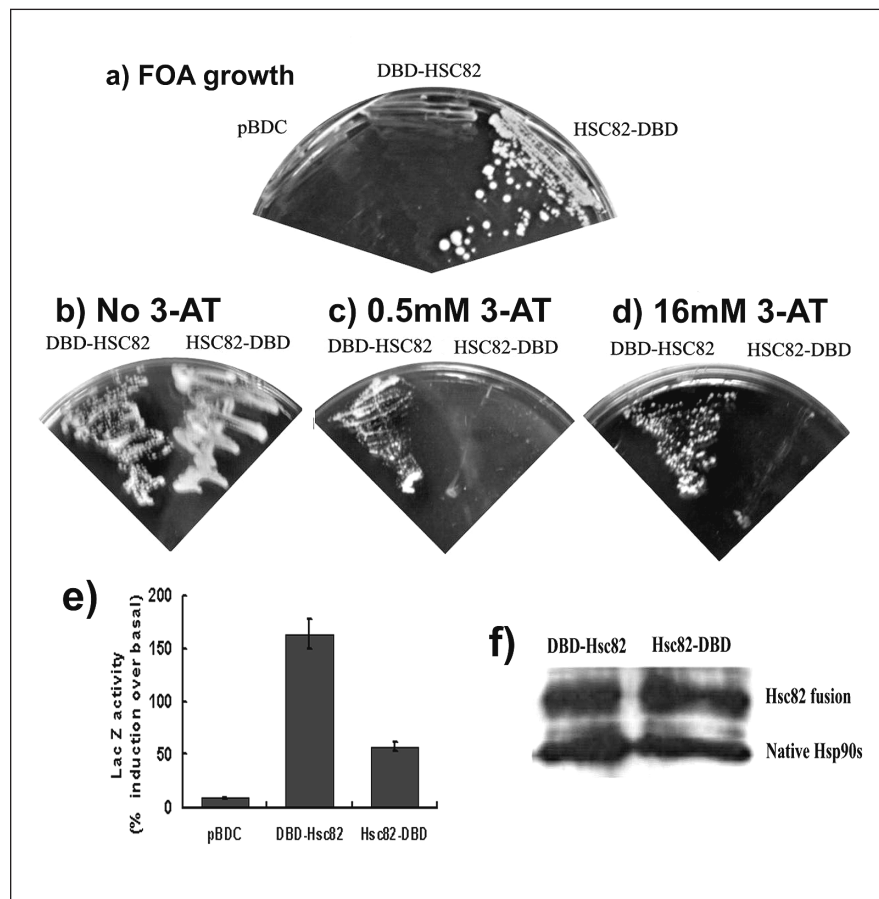 a) FOA growth
DBD-HSC82
pBDC
HSC82-DBD
b) No 3-AT
DBD-HSC82
HSC82-DBD
c) 0.5mM 3-AT
DBD-HSC82
HSC82-DBD
d) 16mM 3-AT
DBD-HSC82
HSC82-DBD
e)
Lac Z activity
(% induction over basal)
200
150
100
50
0
pBDC
DBD-Hsc82
Hsc82-DBD
f)
DBD-Hsc82
Hsc82-DBD
Hsc82 fusion
Native Hsp90s